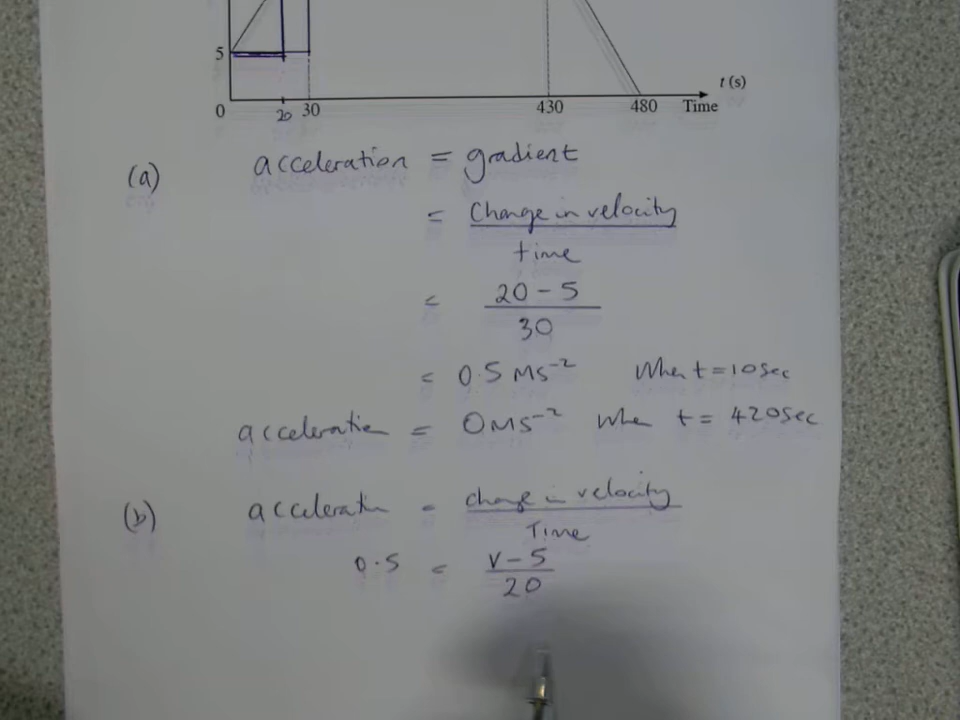 5
t (s)
0 20 30 430 480 Time
(a) acceleration = gradient
= Change in velocity
time
= 20 - 5
30
= 0.5 Ms⁻² When t = 10 sec
acceleration = 0 Ms⁻² when t = 420 sec
(b) acceleratn = change in velocity
Time
0.5 = V - 5
20